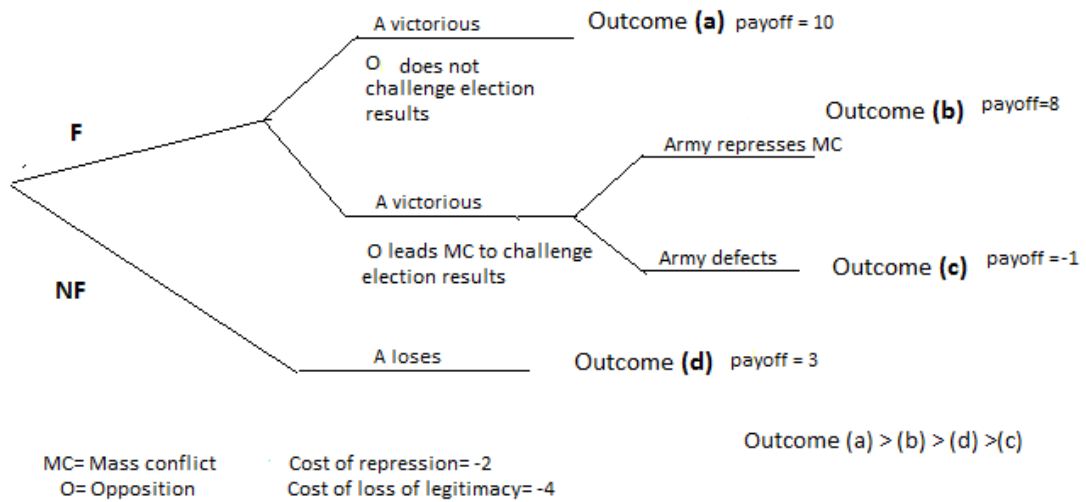 A victorious
Outcome (a) payoff = 10
O does not
challenge election
results
F
Outcome (b) payoff=8
Army represses MC
A victorious
O leads MC to challenge
election results
Army defects
Outcome (c) payoff =-1
NF
A loses
Outcome (d) payoff = 3
Outcome (a) > (b) > (d) >(c)
MC= Mass conflict
Cost of repression= -2
O= Opposition
Cost of loss of legitimacy= -4